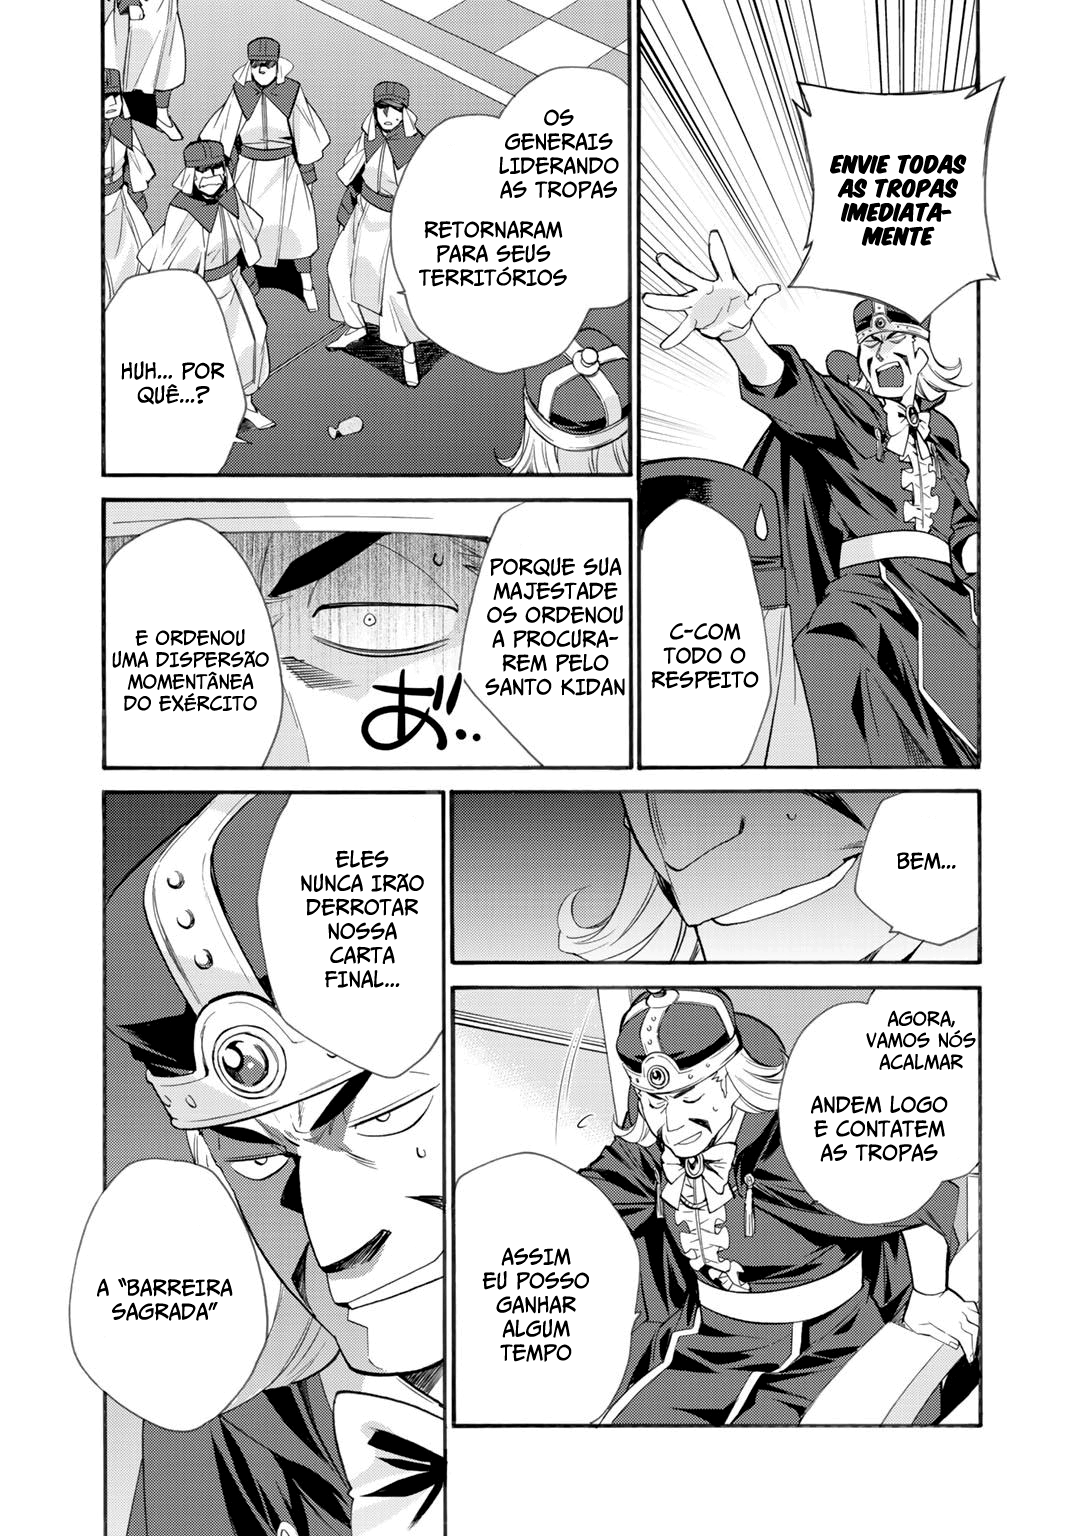 ENVIE TODAS
AS TROPAS
IMEDIATA-
MENTE
C-COM
TODO O
RESPEITO
OS
GENERAIS
LIDERANDO
AS TROPAS
RETORNARAM
PARA SEUS
TERRITÓRIOS
HUH... POR
QUÊ...?
PORQUE SUA
MAJESTADE
OS ORDENOU
A PROCURA-
REM PELO
SANTO KIDAN
E ORDENOU
UMA DISPERSÃO
MOMENTÂNEA
DO EXÉRCITO
あ゛..
BEM...
AGORA,
VAMOS NÓS
ACALMAR
ANDEM LOGO
E CONTATEM
AS TROPAS
ASSIM
EU POSSO
GANHAR
ALGUM
TEMPO
ELES
NUNCA IRÃO
DERROTAR
NOSSA
CARTA
FINAL...
A "BARREIRA
SAGRADA"